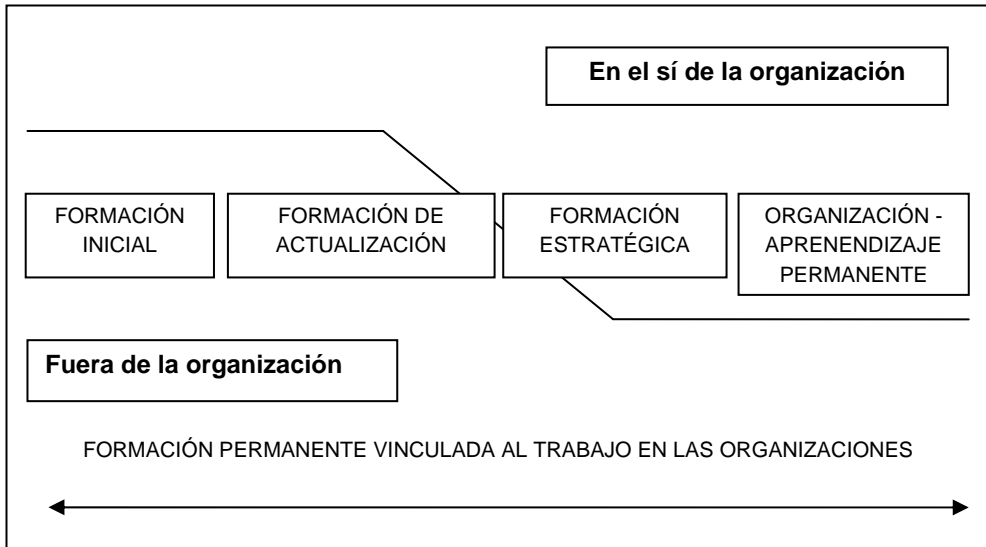 En el sí de la organización
FORMACIÓN
INICIAL
FORMACIÓN DE
ACTUALIZACIÓN
FORMACIÓN
ESTRATÉGICA
ORGANIZACIÓN -
APRENENDIZAJE
PERMANENTE
Fuera de la organización
FORMACIÓN PERMANENTE VINCULADA AL TRABAJO EN LAS ORGANIZACIONES